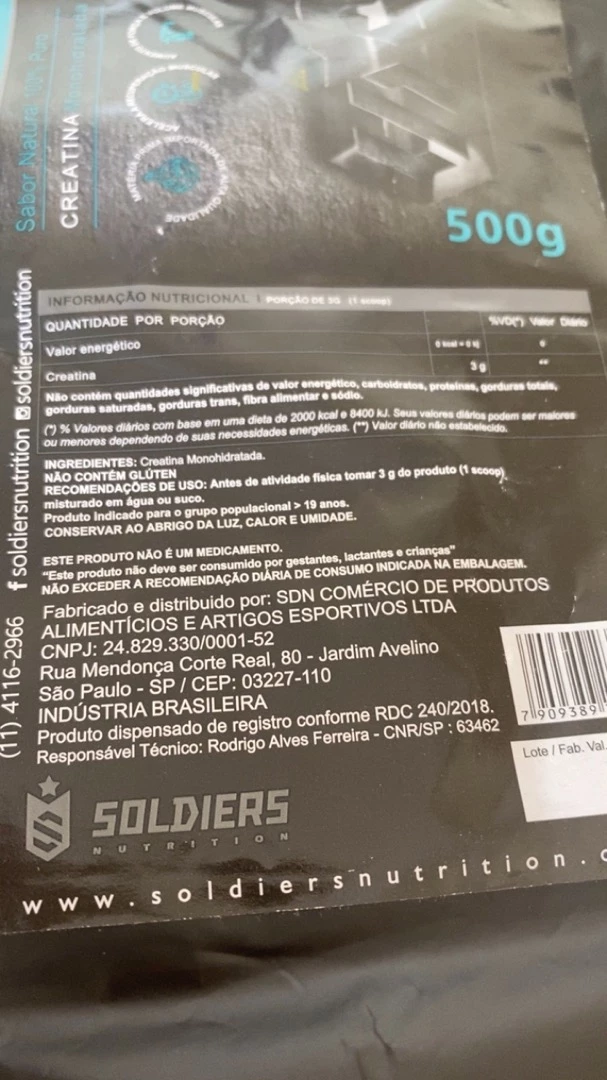 Sabor Natural 100% Puro
CREATINA Monohidratada
500g
INFORMAÇÃO NUTRICIONAL | PORÇÃO DE 3G (1 scoop)
QUANTIDADE POR PORÇÃO %VD(*) Valor Diário
Valor energético 0 kcal = 0 kj 0
Creatina 3 g **
Não contém quantidades significativas de valor energético, carboidratos, proteínas, gorduras totais,
gorduras saturadas, gorduras trans, fibra alimentar e sódio.
(*) % Valores diários com base em uma dieta de 2000 kcal e 8400 kJ. Seus valores diários podem ser maiores
ou menores dependendo de suas necessidades energéticas. (**) Valor diário não estabelecido.
INGREDIENTES: Creatina Monohidratada.
NÃO CONTÉM GLÚTEN
RECOMENDAÇÕES DE USO: Antes de atividade física tomar 3 g do produto (1 scoop)
misturado em água ou suco.
Produto indicado para o grupo populacional > 19 anos.
CONSERVAR AO ABRIGO DA LUZ, CALOR E UMIDADE.
ESTE PRODUTO NÃO É UM MEDICAMENTO.
"Este produto não deve ser consumido por gestantes, lactantes e crianças"
NÃO EXCEDER A RECOMENDAÇÃO DIÁRIA DE CONSUMO INDICADA NA EMBALAGEM.
Fabricado e distribuido por: SDN COMÉRCIO DE PRODUTOS
ALIMENTÍCIOS E ARTIGOS ESPORTIVOS LTDA
CNPJ: 24.829.330/0001-52
Rua Mendonça Corte Real, 80 - Jardim Avelino
São Paulo - SP / CEP: 03227-110
INDÚSTRIA BRASILEIRA
Produto dispensado de registro conforme RDC 240/2018.
Responsável Técnico: Rodrigo Alves Ferreira - CNR/SP : 63462
7 909389
Lote / Fab. Val.
(11) 4116-2966 f soldiersnutrition soldiersnutrition
SOLDIERS
NUTRITION
www.soldiersnutrition.c